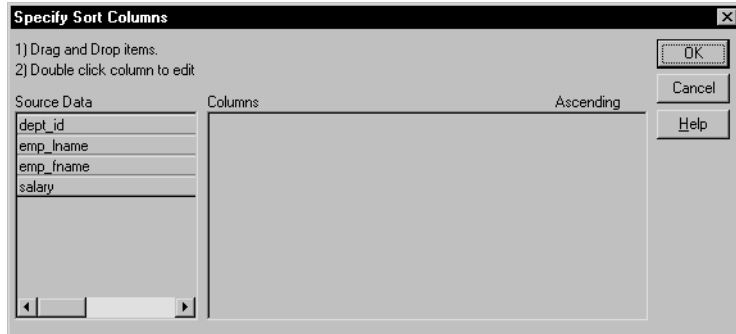 Specify Sort Columns
1) Drag and Drop items.
2) Double click column to edit
OK
Cancel
Help
Source Data
Columns
Ascending
dept_id
emp_lname
emp_fname
salary